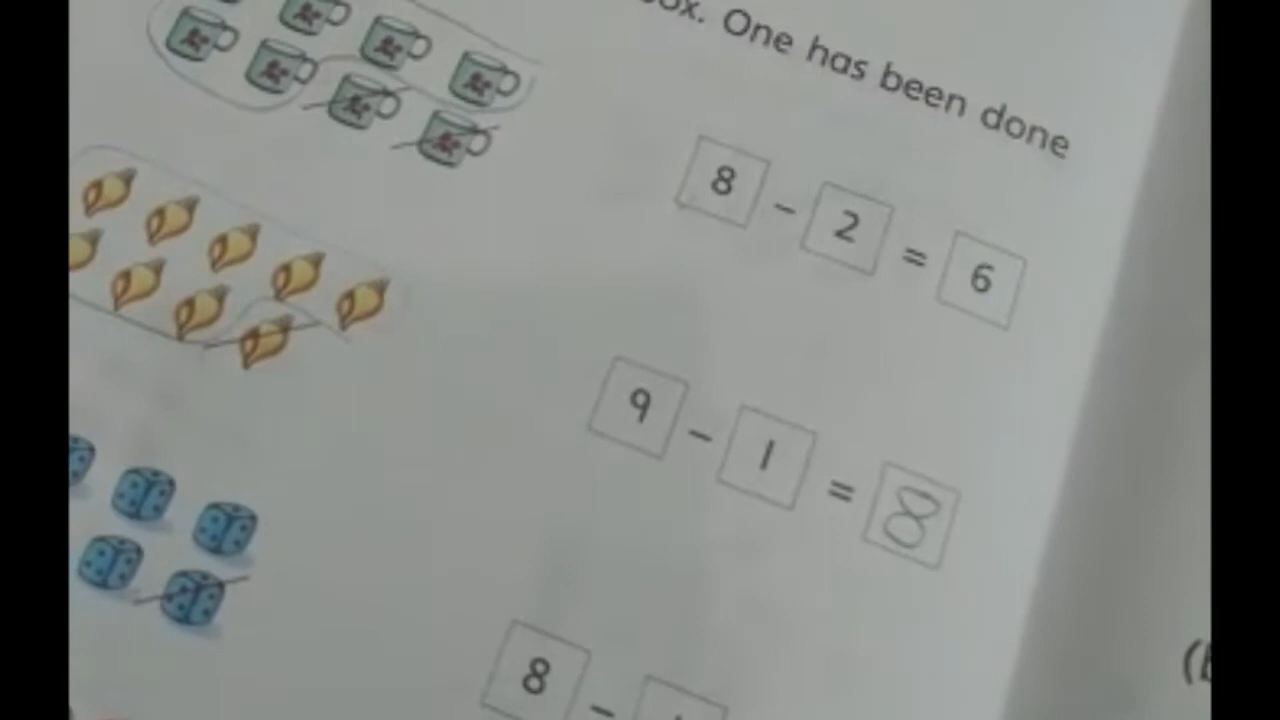 One has been done
8 - 2 = 6
9 - 1 = 8
8 -